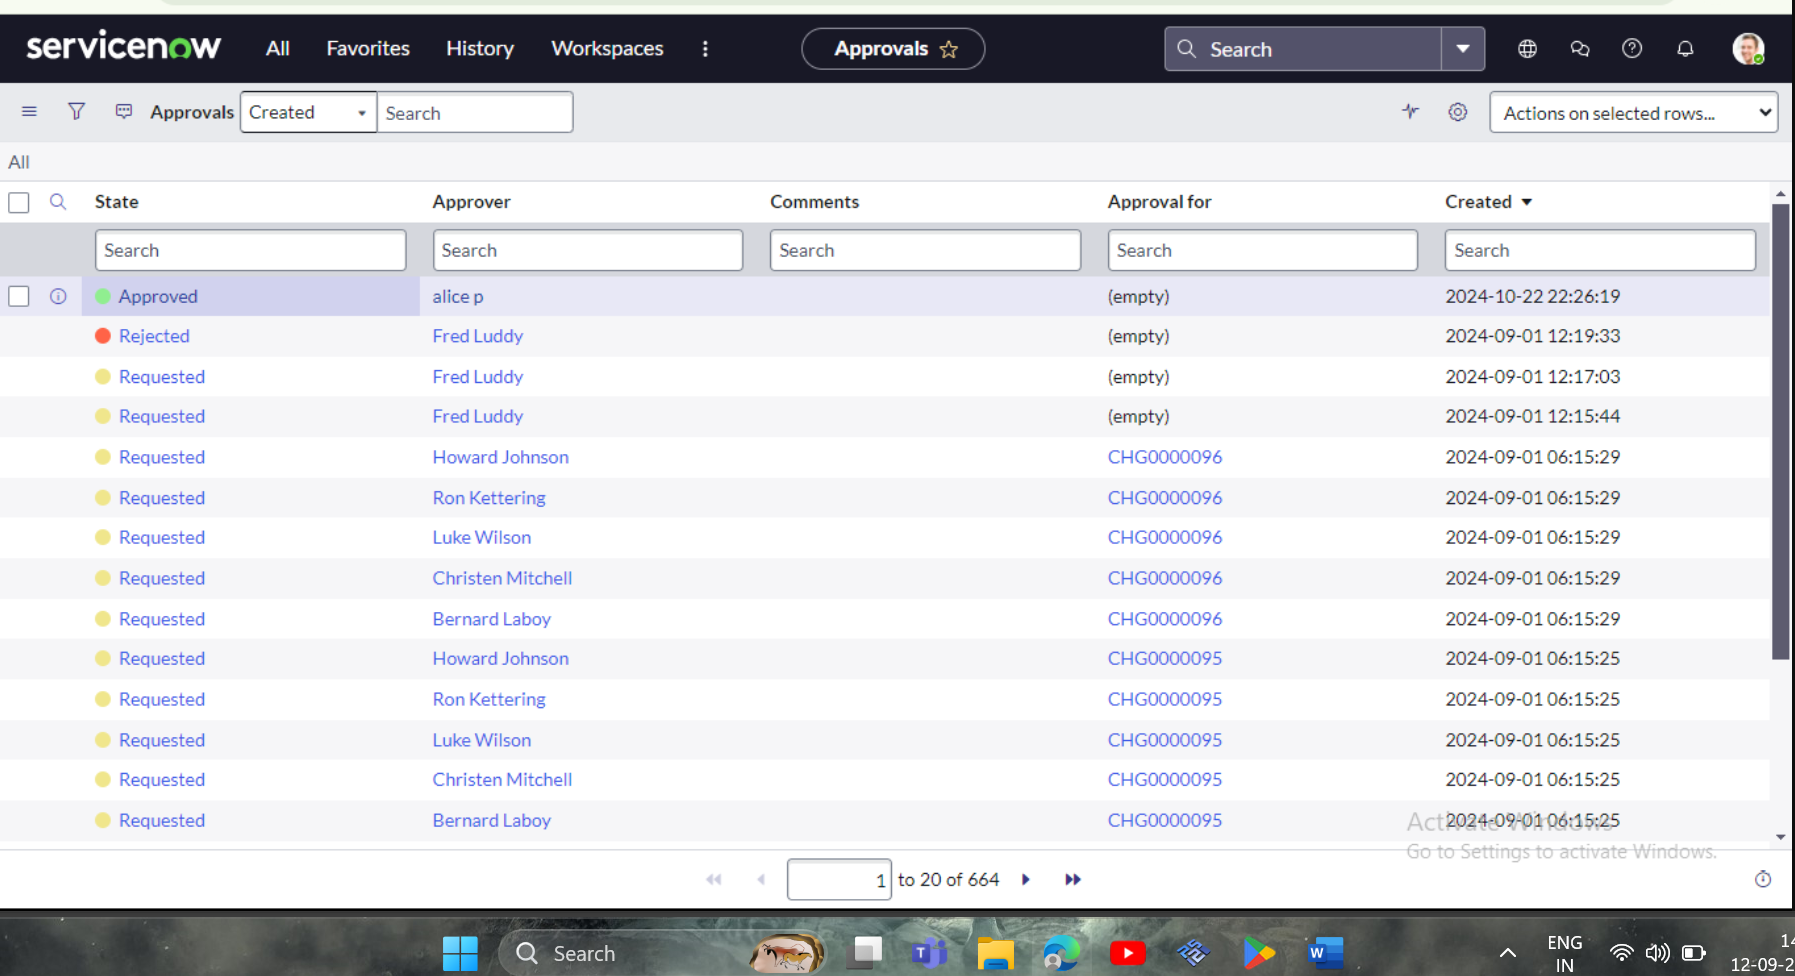 servicenow All Favorites History Workspaces Approvals Search
Approvals Created Search Actions on selected rows...
All
State Approver Comments Approval for Created
Search Search Search Search Search
Approved alice p (empty) 2024-10-22 22:26:19
Rejected Fred Luddy (empty) 2024-09-01 12:19:33
Requested Fred Luddy (empty) 2024-09-01 12:17:03
Requested Fred Luddy (empty) 2024-09-01 12:15:44
Requested Howard Johnson CHG0000096 2024-09-01 06:15:29
Requested Ron Kettering CHG0000096 2024-09-01 06:15:29
Requested Luke Wilson CHG0000096 2024-09-01 06:15:29
Requested Christen Mitchell CHG0000096 2024-09-01 06:15:29
Requested Bernard Laboy CHG0000096 2024-09-01 06:15:29
Requested Howard Johnson CHG0000095 2024-09-01 06:15:25
Requested Ron Kettering CHG0000095 2024-09-01 06:15:25
Requested Luke Wilson CHG0000095 2024-09-01 06:15:25
Requested Christen Mitchell CHG0000095 2024-09-01 06:15:25
Requested Bernard Laboy CHG0000095 2024-09-01 06:15:25
Activate Windows
Go to Settings to activate Windows.
1 to 20 of 664
Search ENG 14
IN 12-09-2